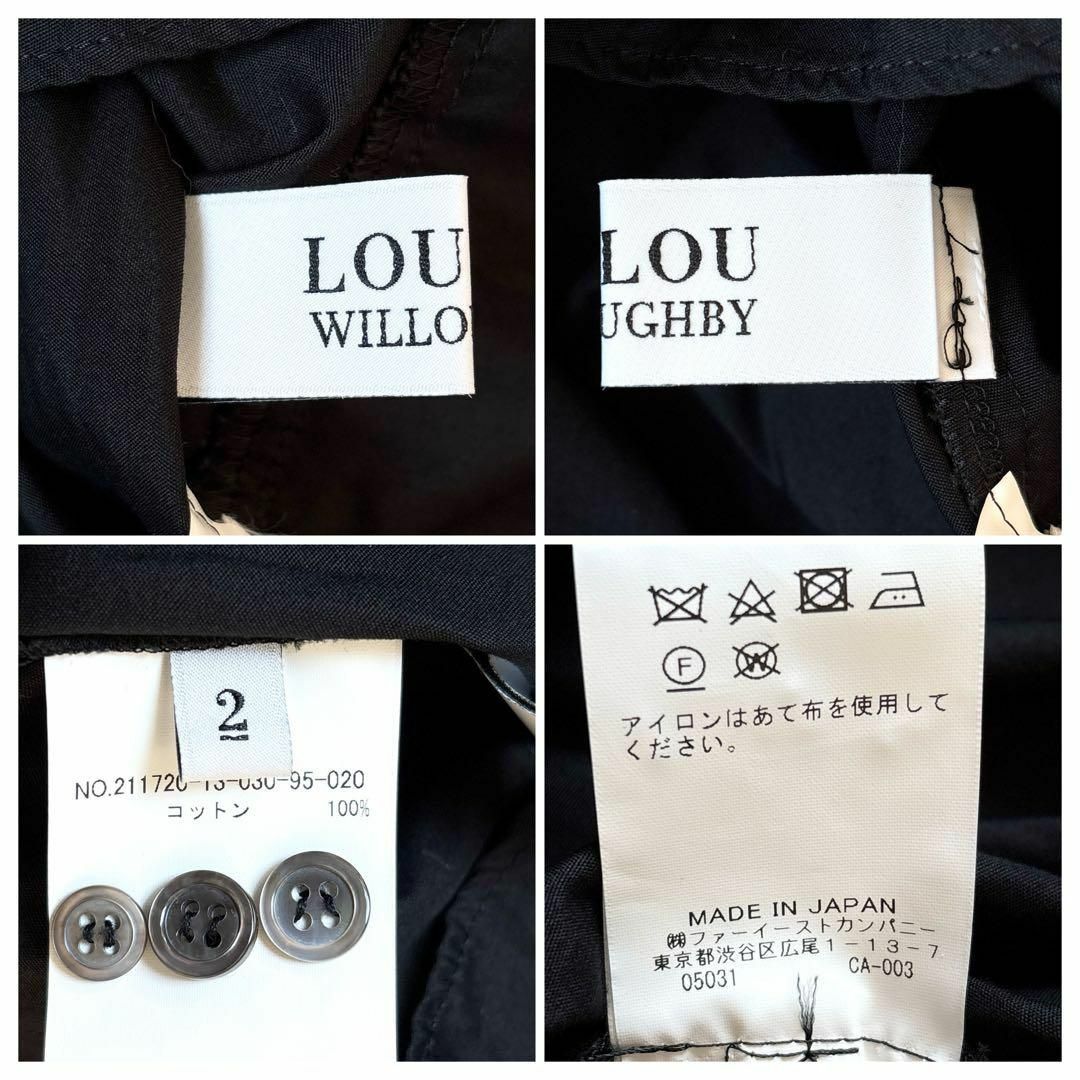 LOU
WILLO
LOU
UGHBY
2
NO.211720-13-030-95-020
コットン 100%
F
W
アイロンはあて布を使用して
ください。
MADE IN JAPAN
㈱ファーイーストカンパニー
東京都渋谷区広尾1-13-7
05031 CA-003